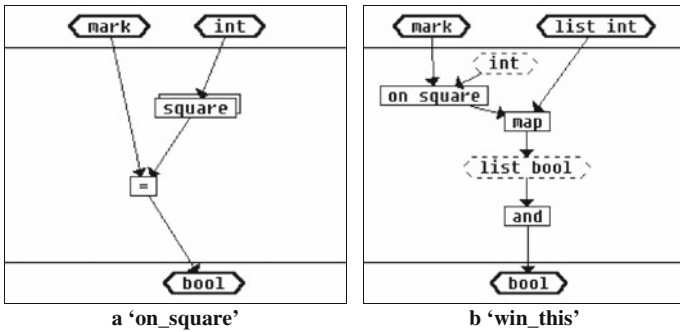 mark int
square
=
bool
a ‘on_square’
mark list int
int
on square
map
list bool
and
bool
b ‘win_this’